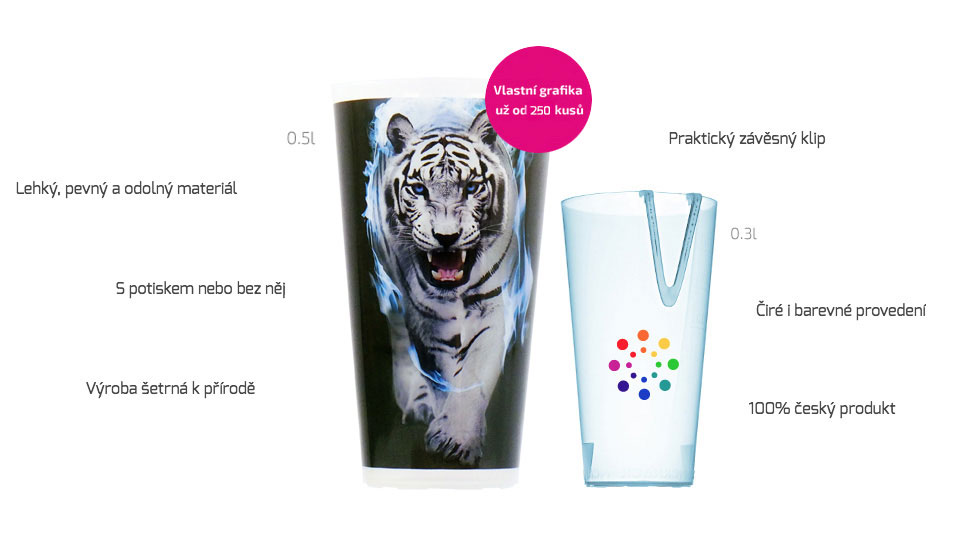 Vlastní grafika
už od 250 kusů
0.5l
Praktický závěsný klip
Lehký, pevný a odolný materiál
0.3l
S potiskem nebo bez něj
Čiré i barevné provedení
Výroba šetrná k přírodě
100% český produkt